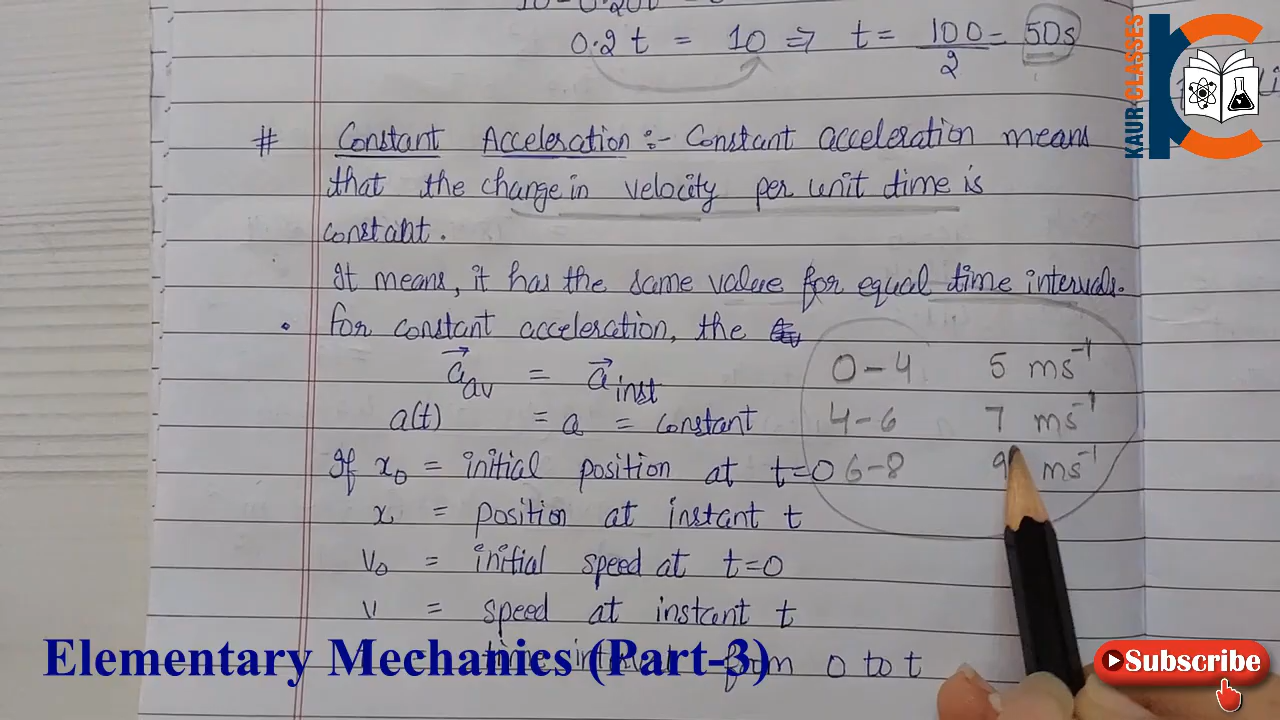 0.2 t = 10 ⇒ t = 100/2 = 50s
KAUR-CLASSES
# Constant Acceleration :- Constant acceleration means
that the change in velocity per unit time is
constant.
It means, it has the same value for equal time intervals.
• For constant acceleration, the
a⃗av = a⃗inst
0-4 5 ms⁻¹
a(t) = a = constant
4-6 7 ms⁻¹
If x₀ = initial position at t=0
6-8 9 ms⁻¹
x = position at instant t
v₀ = initial speed at t=0
v = speed at instant t
from 0 to t
Elementary Mechanics (Part-3)
Subscribe